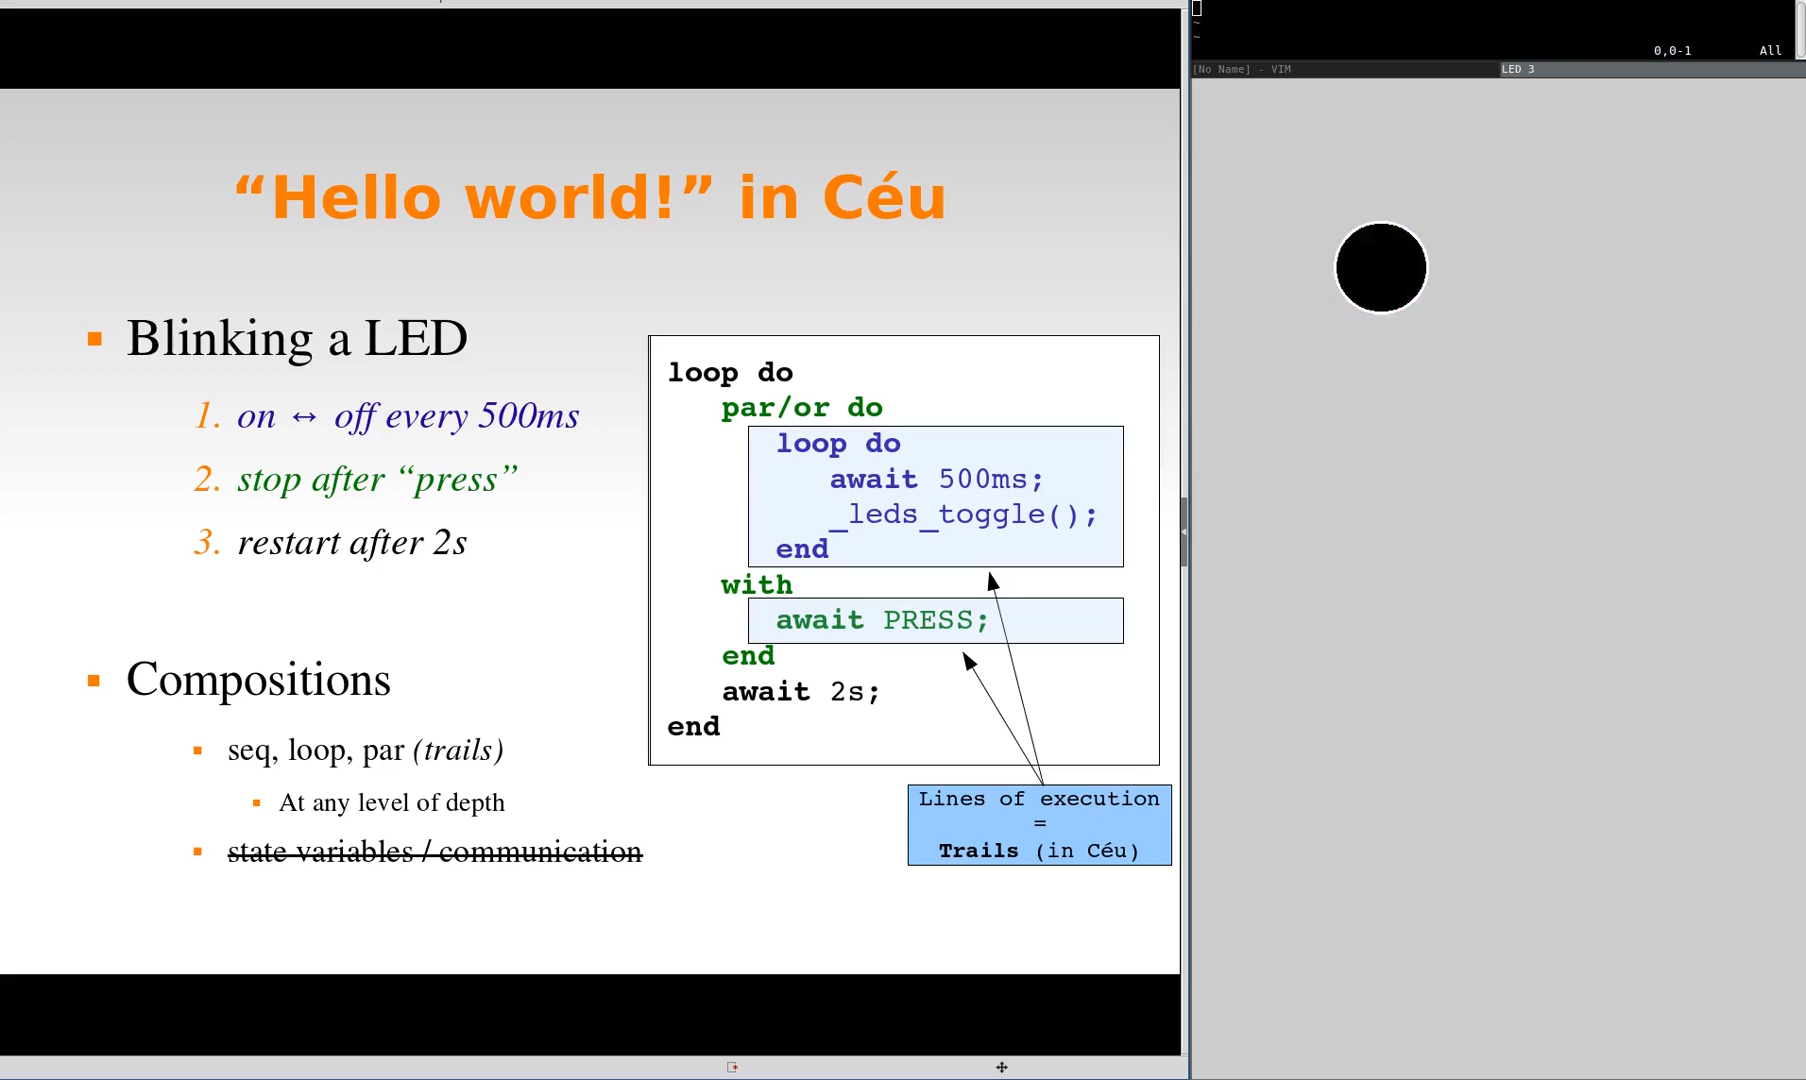 “Hello world!” in Céu
Blinking a LED
1. on ↔ off every 500ms
2. stop after “press”
3. restart after 2s
Compositions
seq, loop, par (trails)
At any level of depth
state variables / communication
loop do
par/or do
loop do
await 500ms;
_leds_toggle();
end
with
await PRESS;
end
await 2s;
end
Lines of execution
=
Trails (in Céu)
~
~
0,0-1 All
[No Name] - VIM
LED 3